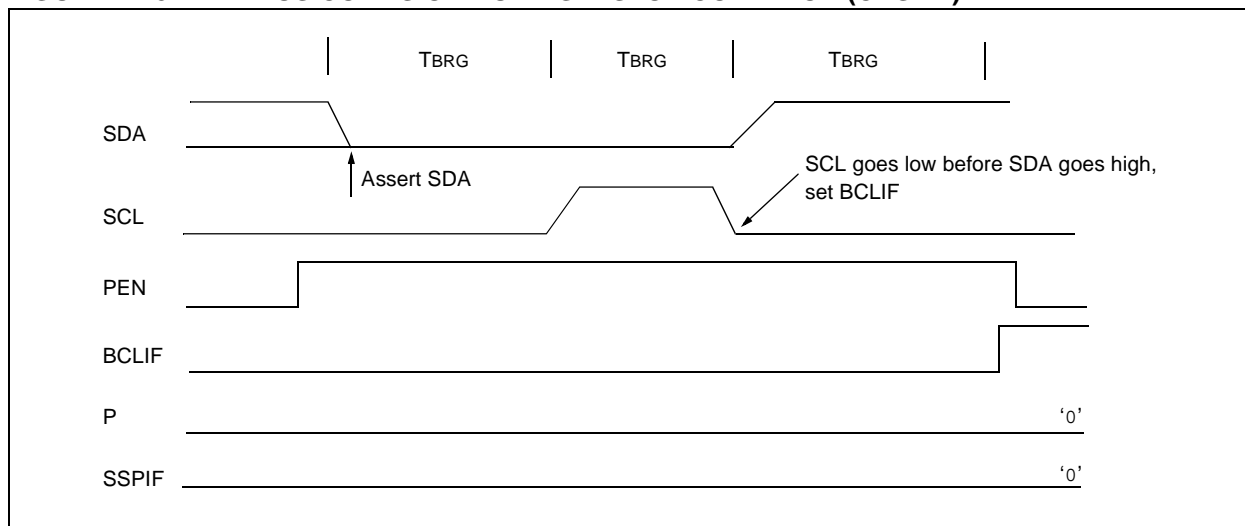 TBRG TBRG TBRG
SDA
Assert SDA
SCL goes low before SDA goes high,
set BCLIF
SCL
PEN
BCLIF
P
‘0’
SSPIF
‘0’